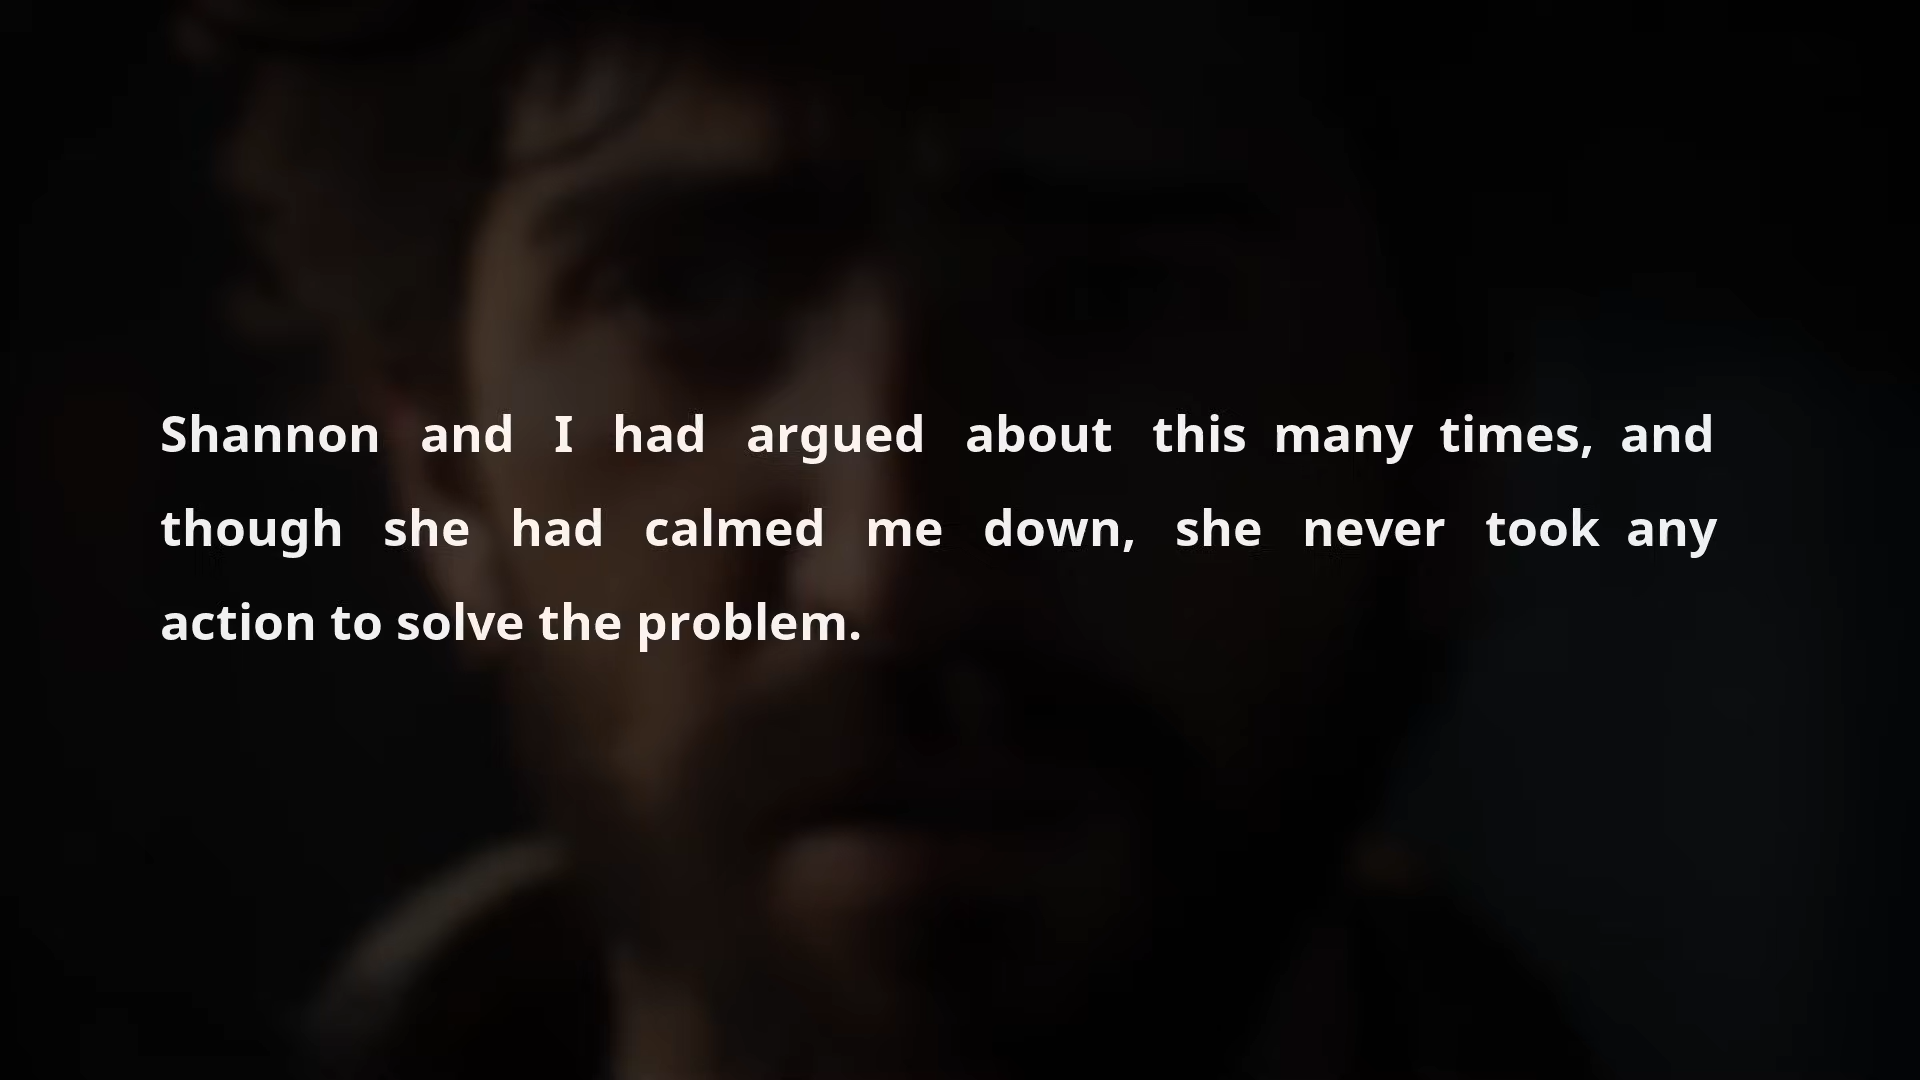 Shannon and I had argued about this many times, and
though she had calmed me down, she never took any
action to solve the problem.